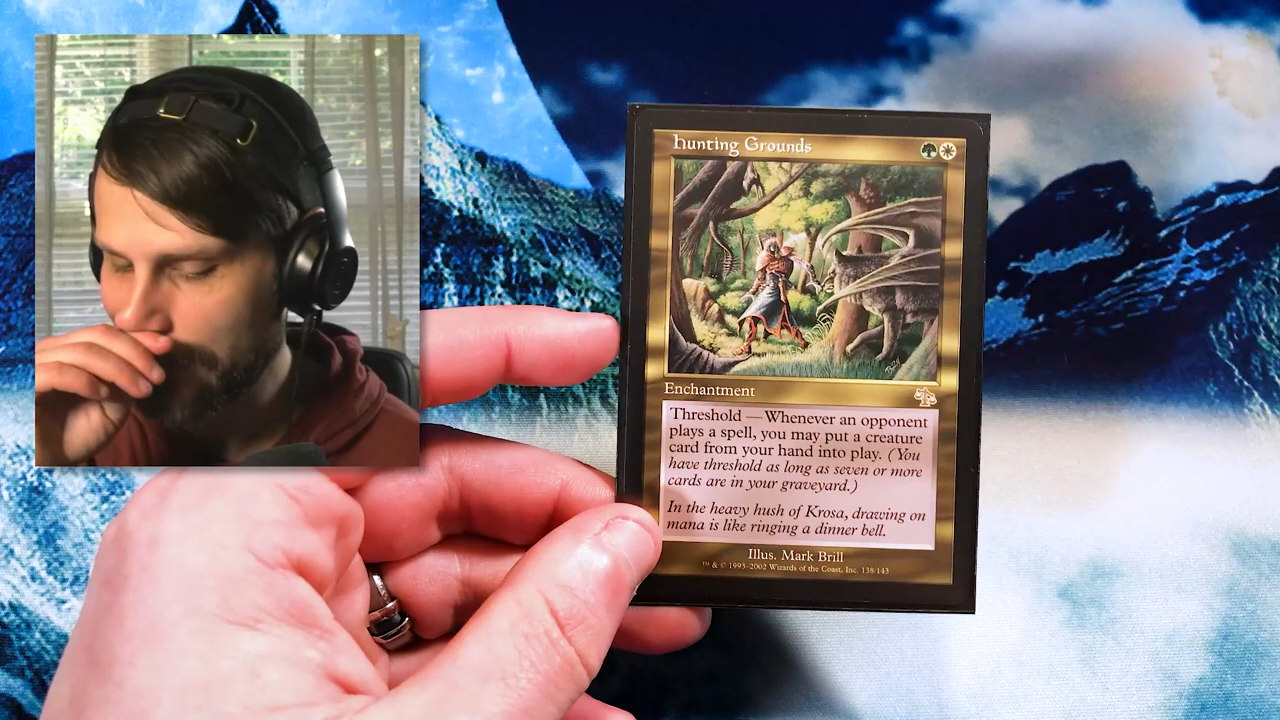 Hunting Grounds
Enchantment
Threshold — Whenever an opponent
plays a spell, you may put a creature
card from your hand into play. (You
have threshold as long as seven or more
cards are in your graveyard.)
In the heavy hush of Krosa, drawing on
mana is like ringing a dinner bell.
Illus. Mark Brill
™ & © 1993–2002 Wizards of the Coast, Inc. 138/143